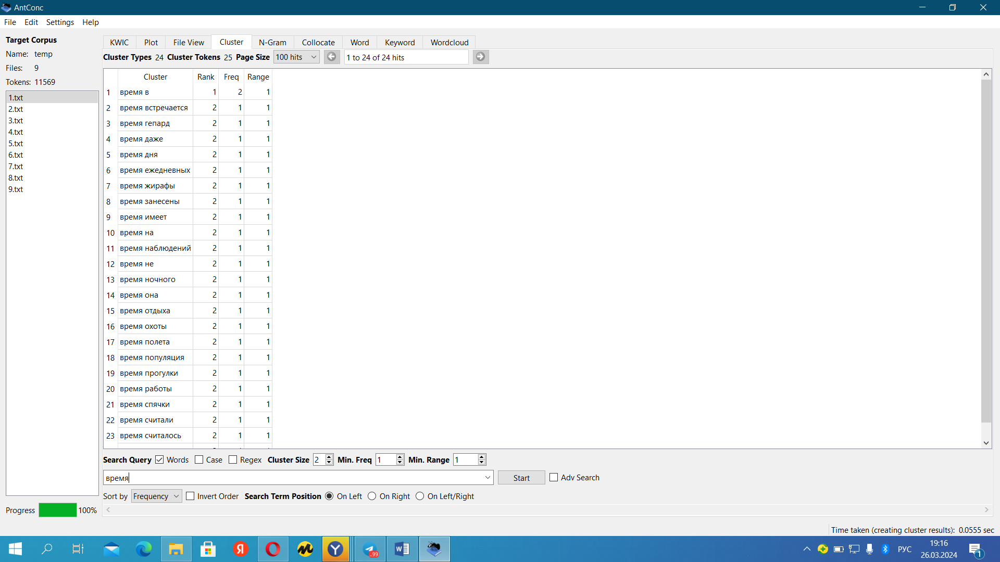 AntConc
File Edit Settings Help
Target Corpus
Name: temp
Files: 9
Tokens: 11569
1.txt
2.txt
3.txt
4.txt
5.txt
6.txt
7.txt
8.txt
9.txt
Progress 100%
KWIC Plot File View Cluster N-Gram Collocate Word Keyword Wordcloud
Cluster Types 24 Cluster Tokens 25 Page Size 100 hits 1 to 24 of 24 hits
Cluster Rank Freq Range
1 время в 1 2 1
2 время встречается 2 1 1
3 время гепард 2 1 1
4 время даже 2 1 1
5 время дня 2 1 1
6 время ежедневных 2 1 1
7 время жирафы 2 1 1
8 время занесены 2 1 1
9 время имеет 2 1 1
10 время на 2 1 1
11 время наблюдений 2 1 1
12 время не 2 1 1
13 время ночного 2 1 1
14 время она 2 1 1
15 время отдыха 2 1 1
16 время охоты 2 1 1
17 время полета 2 1 1
18 время популяция 2 1 1
19 время прогулки 2 1 1
20 время работы 2 1 1
21 время спячки 2 1 1
22 время считали 2 1 1
23 время считалось 2 1 1
Search Query Words Case Regex Cluster Size 2 Min. Freq 1 Min. Range 1
время Start Adv Search
Sort by Frequency Invert Order Search Term Position On Left On Right On Left/Right
Time taken (creating cluster results): 0.0555 sec
Я
..99
РУС
19:16
26.03.2024
1